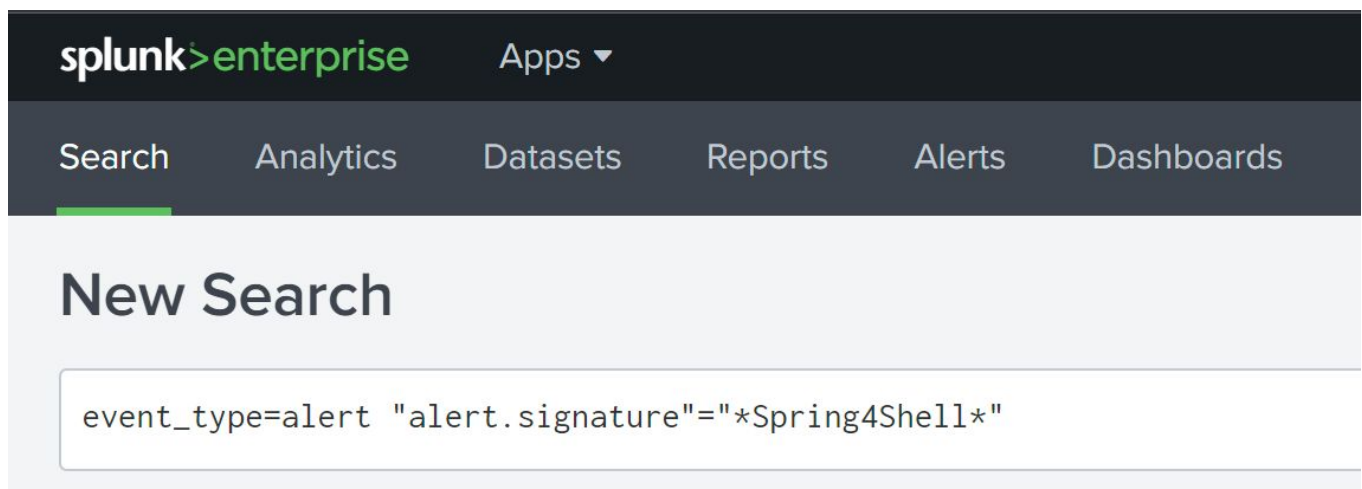 splunk>enterprise Apps
Search Analytics Datasets Reports Alerts Dashboards
New Search
event_type=alert "alert.signature"="*Spring4Shell*"